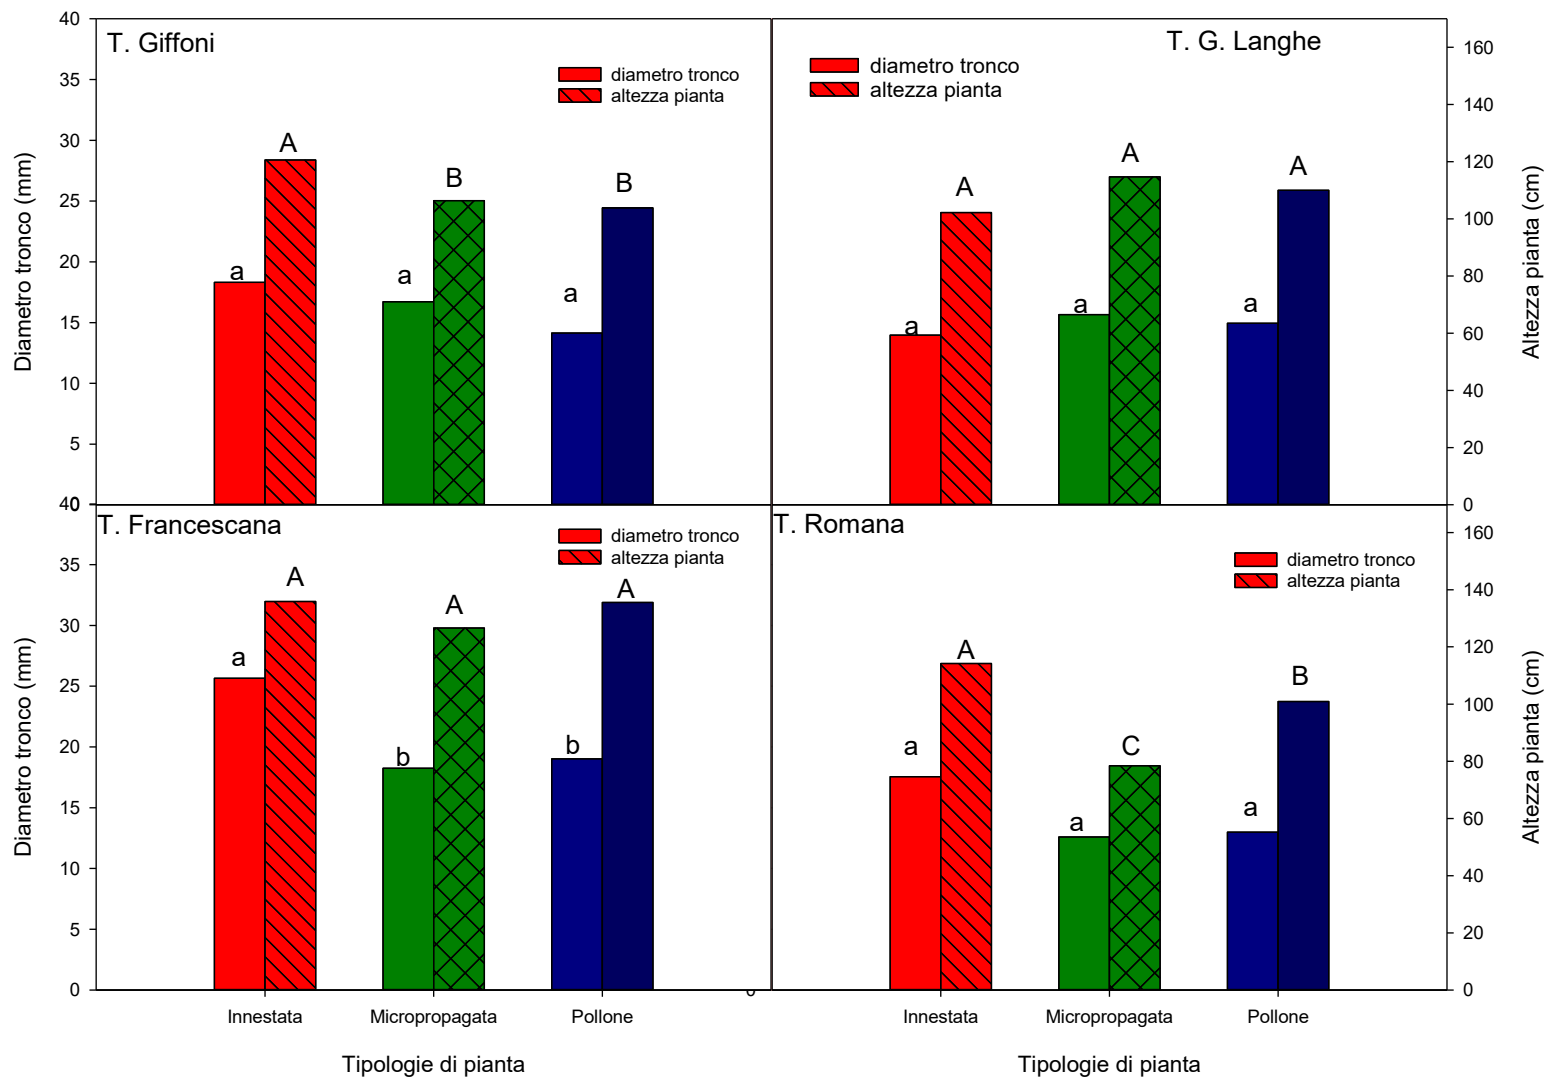 T. Giffoni
diametro tronco
altezza pianta
40
35
30
25
20
15
10
5
0
Diametro tronco (mm)
A
B
B
a
a
a
T. G. Langhe
diametro tronco
altezza pianta
160
140
120
100
80
60
40
20
0
Altezza pianta (cm)
A
A
A
a
a
a
T. Francescana
diametro tronco
altezza pianta
40
35
30
25
20
15
10
5
0
Diametro tronco (mm)
A
A
A
a
b
b
Innestata
Micropropagata
Pollone
Tipologie di pianta
T. Romana
diametro tronco
altezza pianta
160
140
120
100
80
60
40
20
0
Altezza pianta (cm)
A
C
B
a
a
a
Innestata
Micropropagata
Pollone
Tipologie di pianta